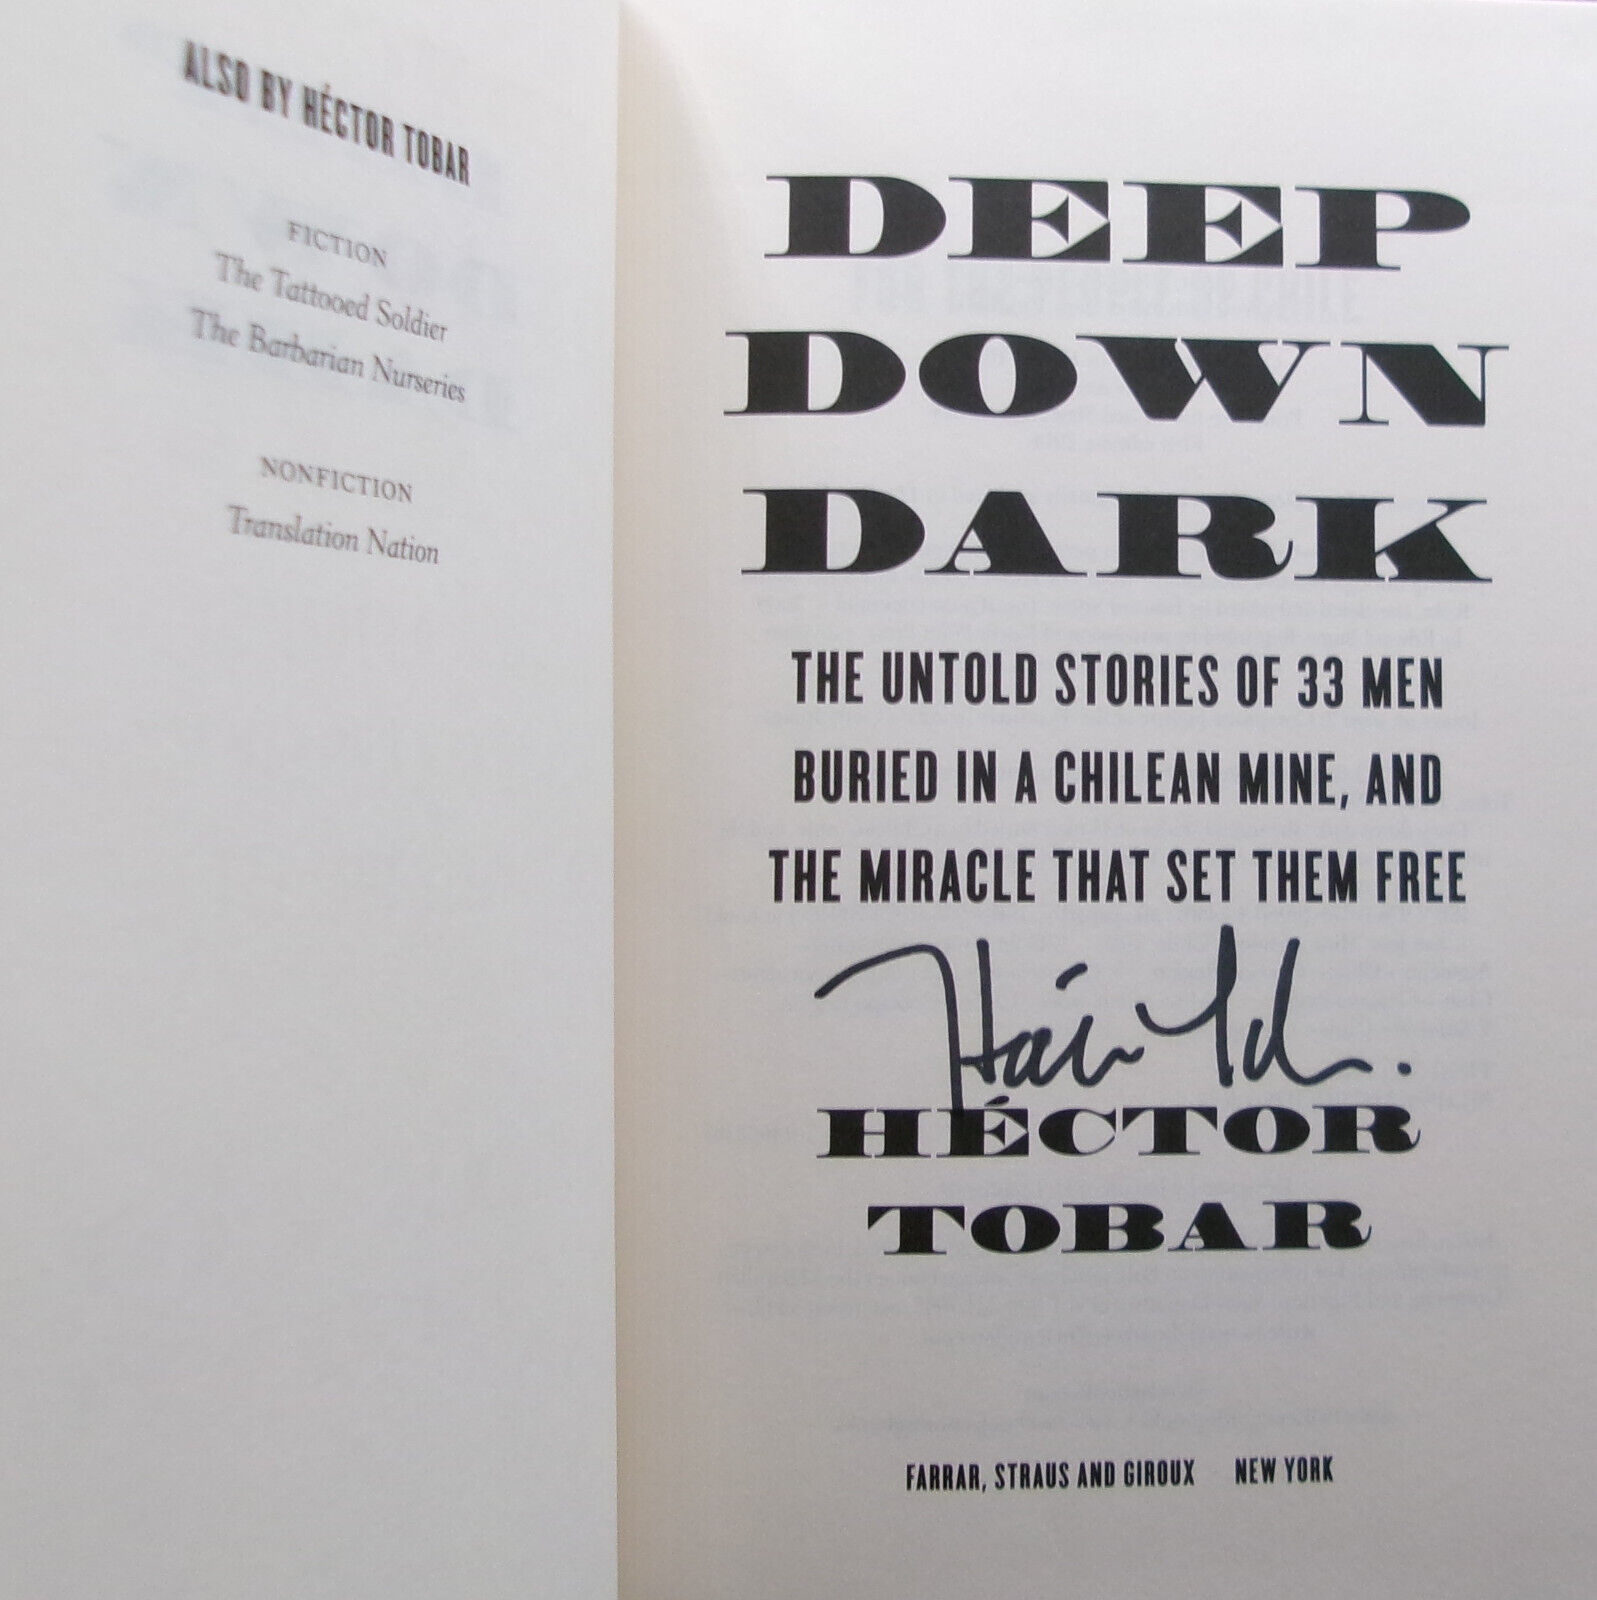 ALSO BY HÉCTOR TOBAR
FICTION
The Tattooed Soldier
The Barbarian Nurseries
NONFICTION
Translation Nation
DEEP
DOWN
DARK
THE UNTOLD STORIES OF 33 MEN
BURIED IN A CHILEAN MINE, AND
THE MIRACLE THAT SET THEM FREE
HÉCTOR
TOBAR
FARRAR, STRAUS AND GIROUX NEW YORK